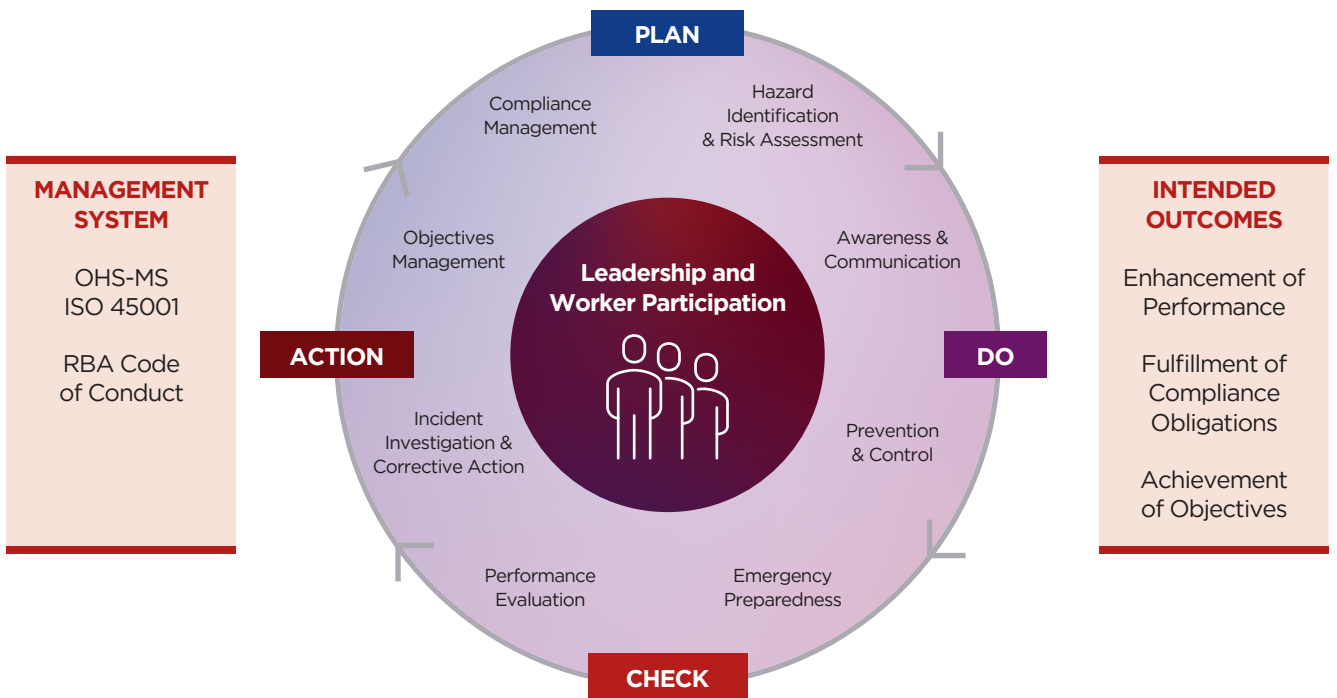 PLAN
Compliance
Management
Hazard
Identification
& Risk Assessment
MANAGEMENT
SYSTEM
OHS-MS
ISO 45001
RBA Code
of Conduct
Objectives
Management
Leadership and
Worker Participation
Awareness &
Communication
ACTION
DO
Incident
Investigation &
Corrective Action
Prevention
& Control
Performance
Evaluation
Emergency
Preparedness
CHECK
INTENDED
OUTCOMES
Enhancement of
Performance
Fulfillment of
Compliance
Obligations
Achievement
of Objectives